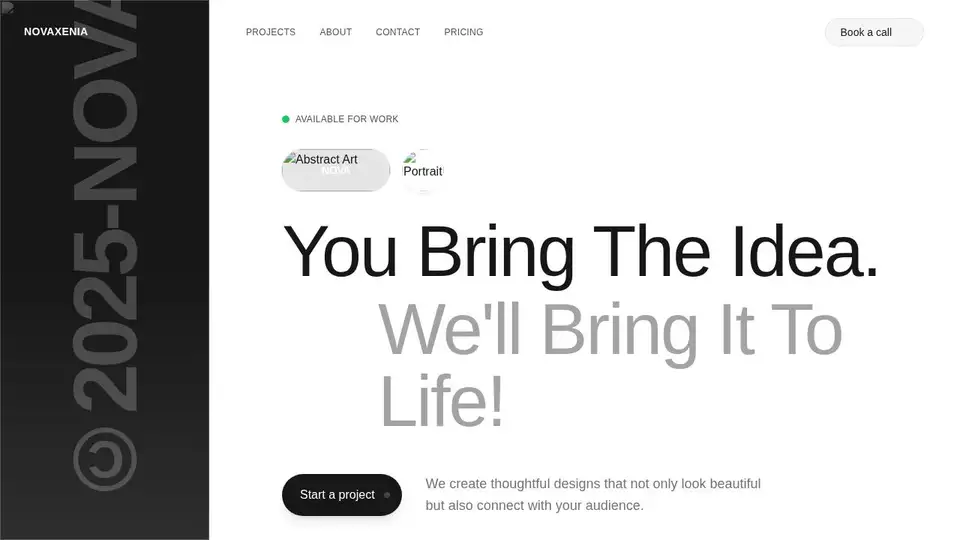 NOVAXENIA
PROJECTS
ABOUT
CONTACT
PRICING
Book a call
© 2025-NOVA
AVAILABLE FOR WORK
Abstract Art
NOVA
Portrait
You Bring The Idea.
We'll Bring It To
Life!
Start a project
We create thoughtful designs that not only look beautiful
but also connect with your audience.